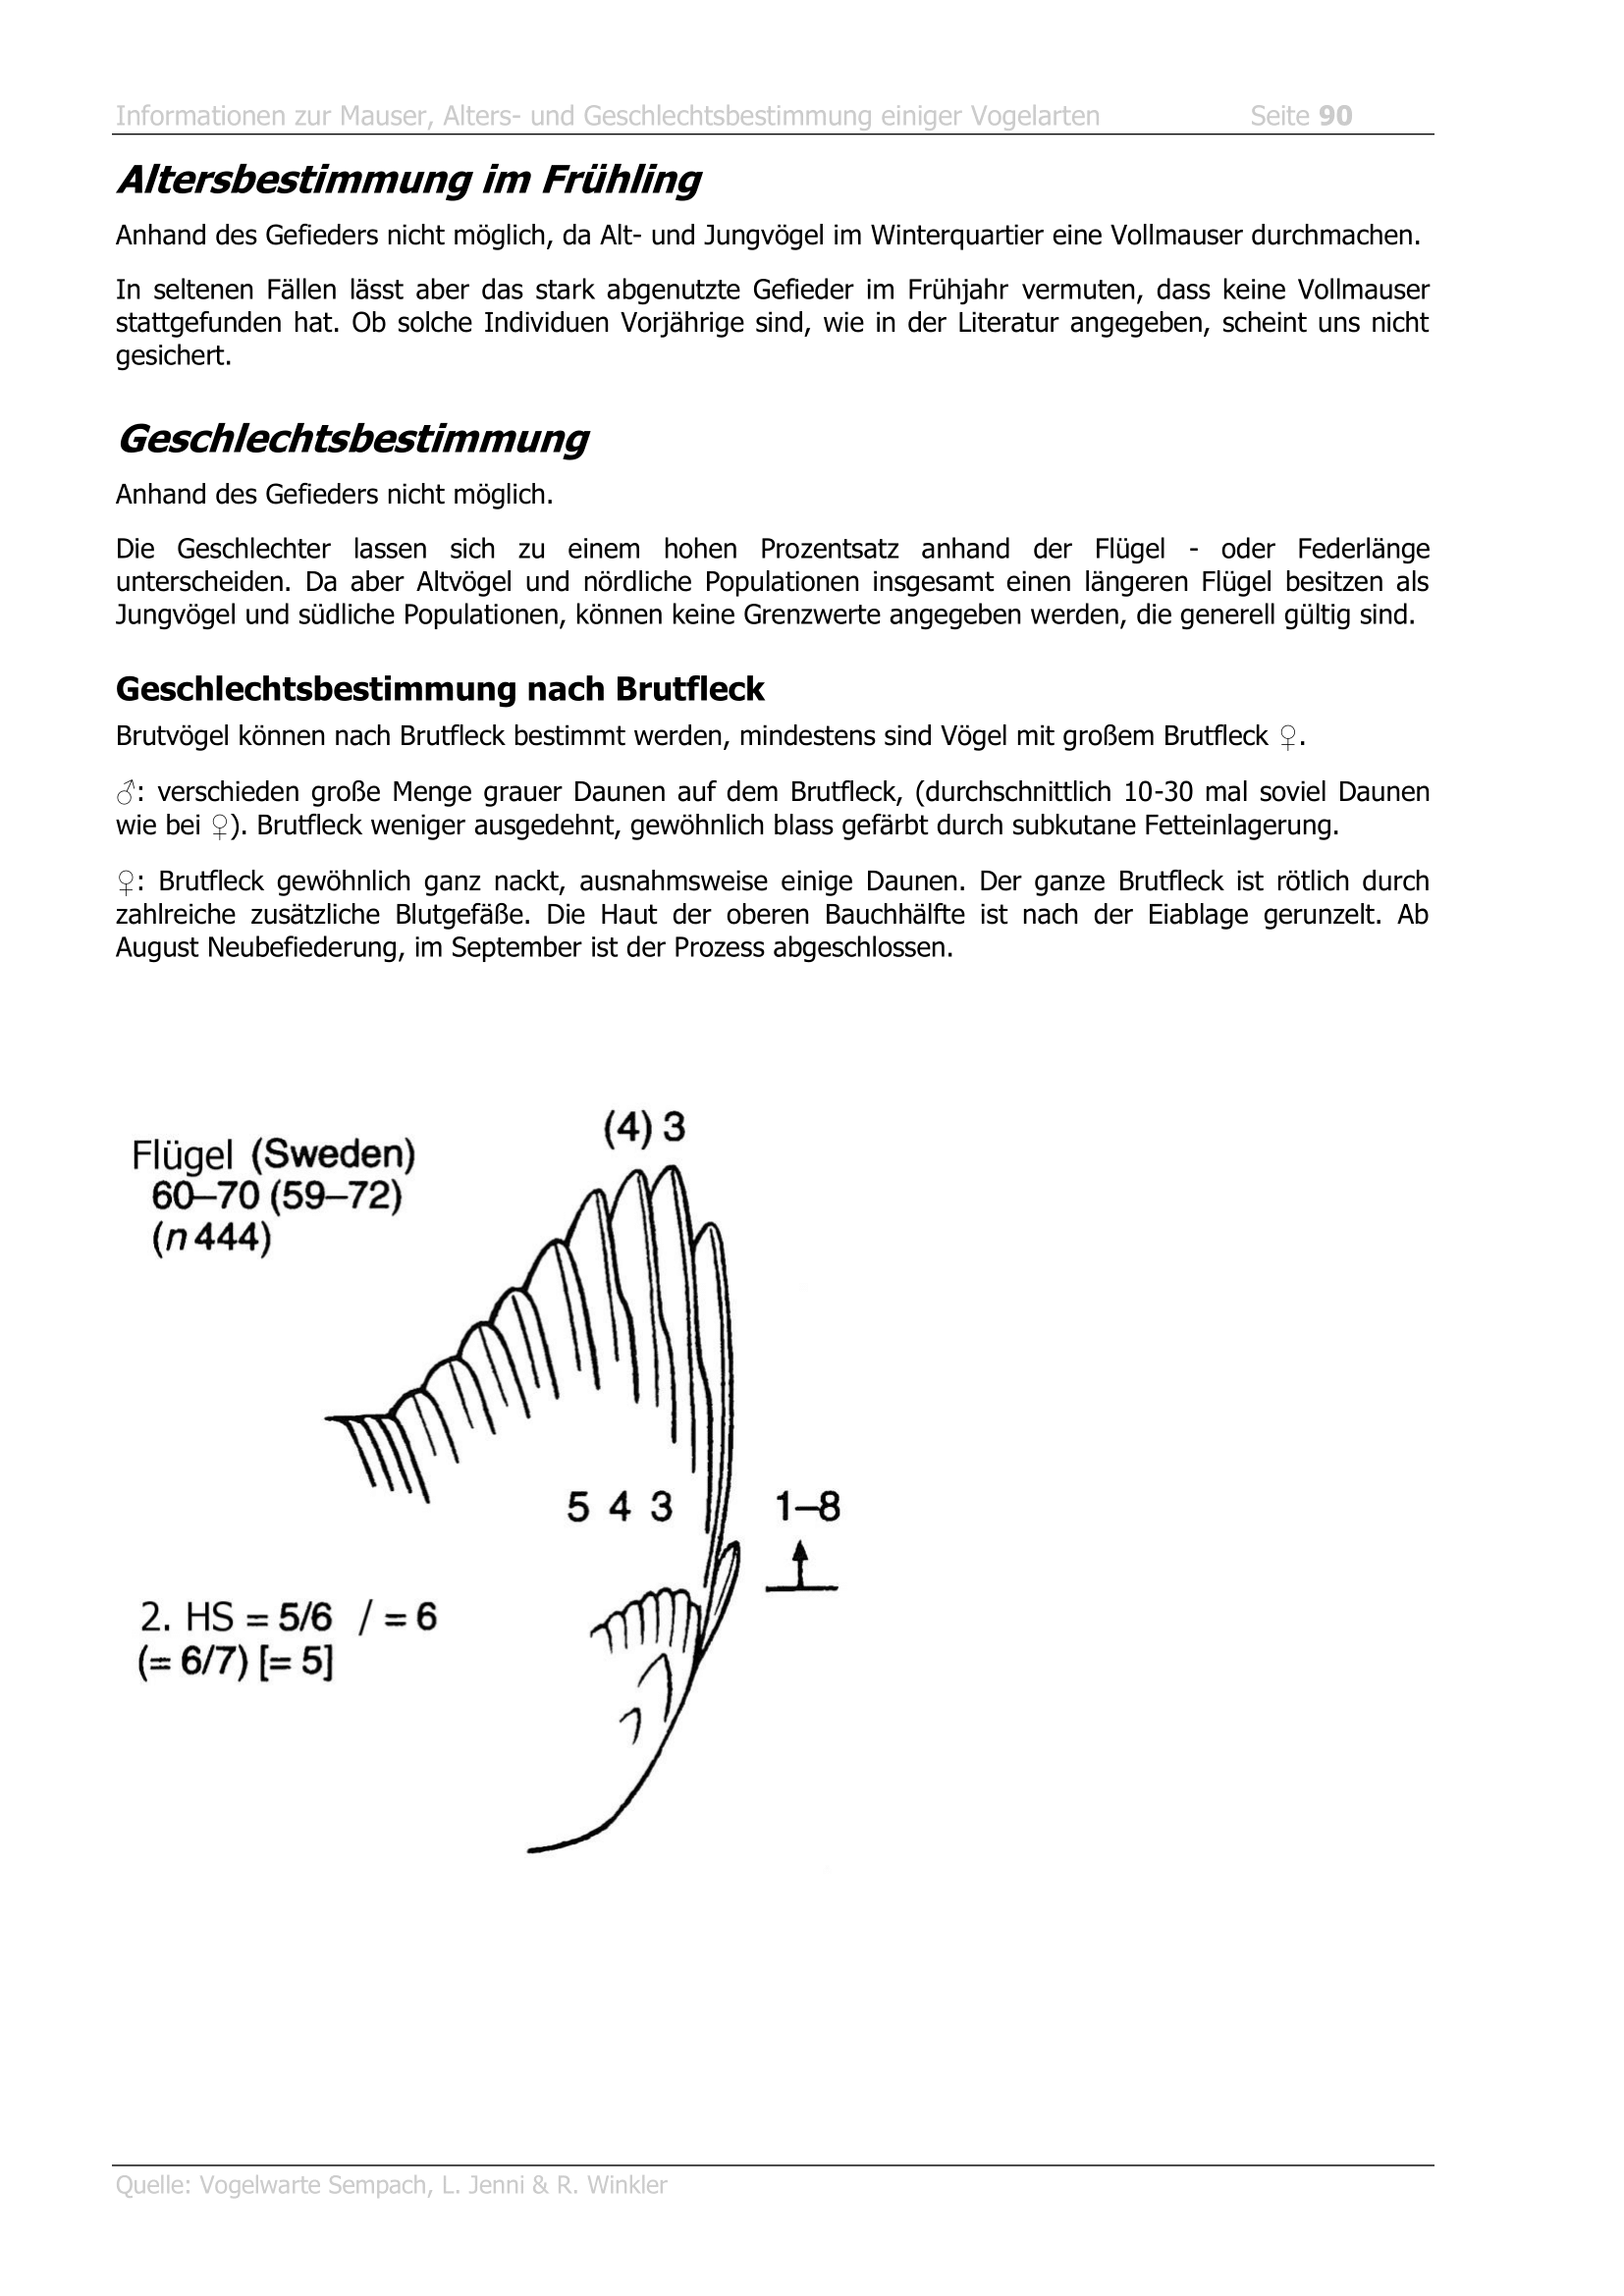 Informationen zur Mauser, Alters- und Geschlechtsbestimmung einiger Vogelarten Seite 90
Altersbestimmung im Frühling
Anhand des Gefieders nicht möglich, da Alt- und Jungvögel im Winterquartier eine Vollmauser durchmachen.
In seltenen Fällen lässt aber das stark abgenutzte Gefieder im Frühjahr vermuten, dass keine Vollmauser
stattgefunden hat. Ob solche Individuen Vorjährige sind, wie in der Literatur angegeben, scheint uns nicht
gesichert.
Geschlechtsbestimmung
Anhand des Gefieders nicht möglich.
Die Geschlechter lassen sich zu einem hohen Prozentsatz anhand der Flügel - oder Federlänge
unterscheiden. Da aber Altvögel und nördliche Populationen insgesamt einen längeren Flügel besitzen als
Jungvögel und südliche Populationen, können keine Grenzwerte angegeben werden, die generell gültig sind.
Geschlechtsbestimmung nach Brutfleck
Brutvögel können nach Brutfleck bestimmt werden, mindestens sind Vögel mit großem Brutfleck ♀.
♂: verschieden große Menge grauer Daunen auf dem Brutfleck, (durchschnittlich 10-30 mal soviel Daunen
wie bei ♀). Brutfleck weniger ausgedehnt, gewöhnlich blass gefärbt durch subkutane Fetteinlagerung.
♀: Brutfleck gewöhnlich ganz nackt, ausnahmsweise einige Daunen. Der ganze Brutfleck ist rötlich durch
zahlreiche zusätzliche Blutgefäße. Die Haut der oberen Bauchhälfte ist nach der Eiablage gerunzelt. Ab
August Neubefiederung, im September ist der Prozess abgeschlossen.
(4) 3
Flügel (Sweden)
60–70 (59–72)
(n 444)
5 4 3
1–8
2. HS = 5/6 / = 6
(= 6/7) [= 5]
Quelle: Vogelwarte Sempach, L. Jenni & R. Winkler